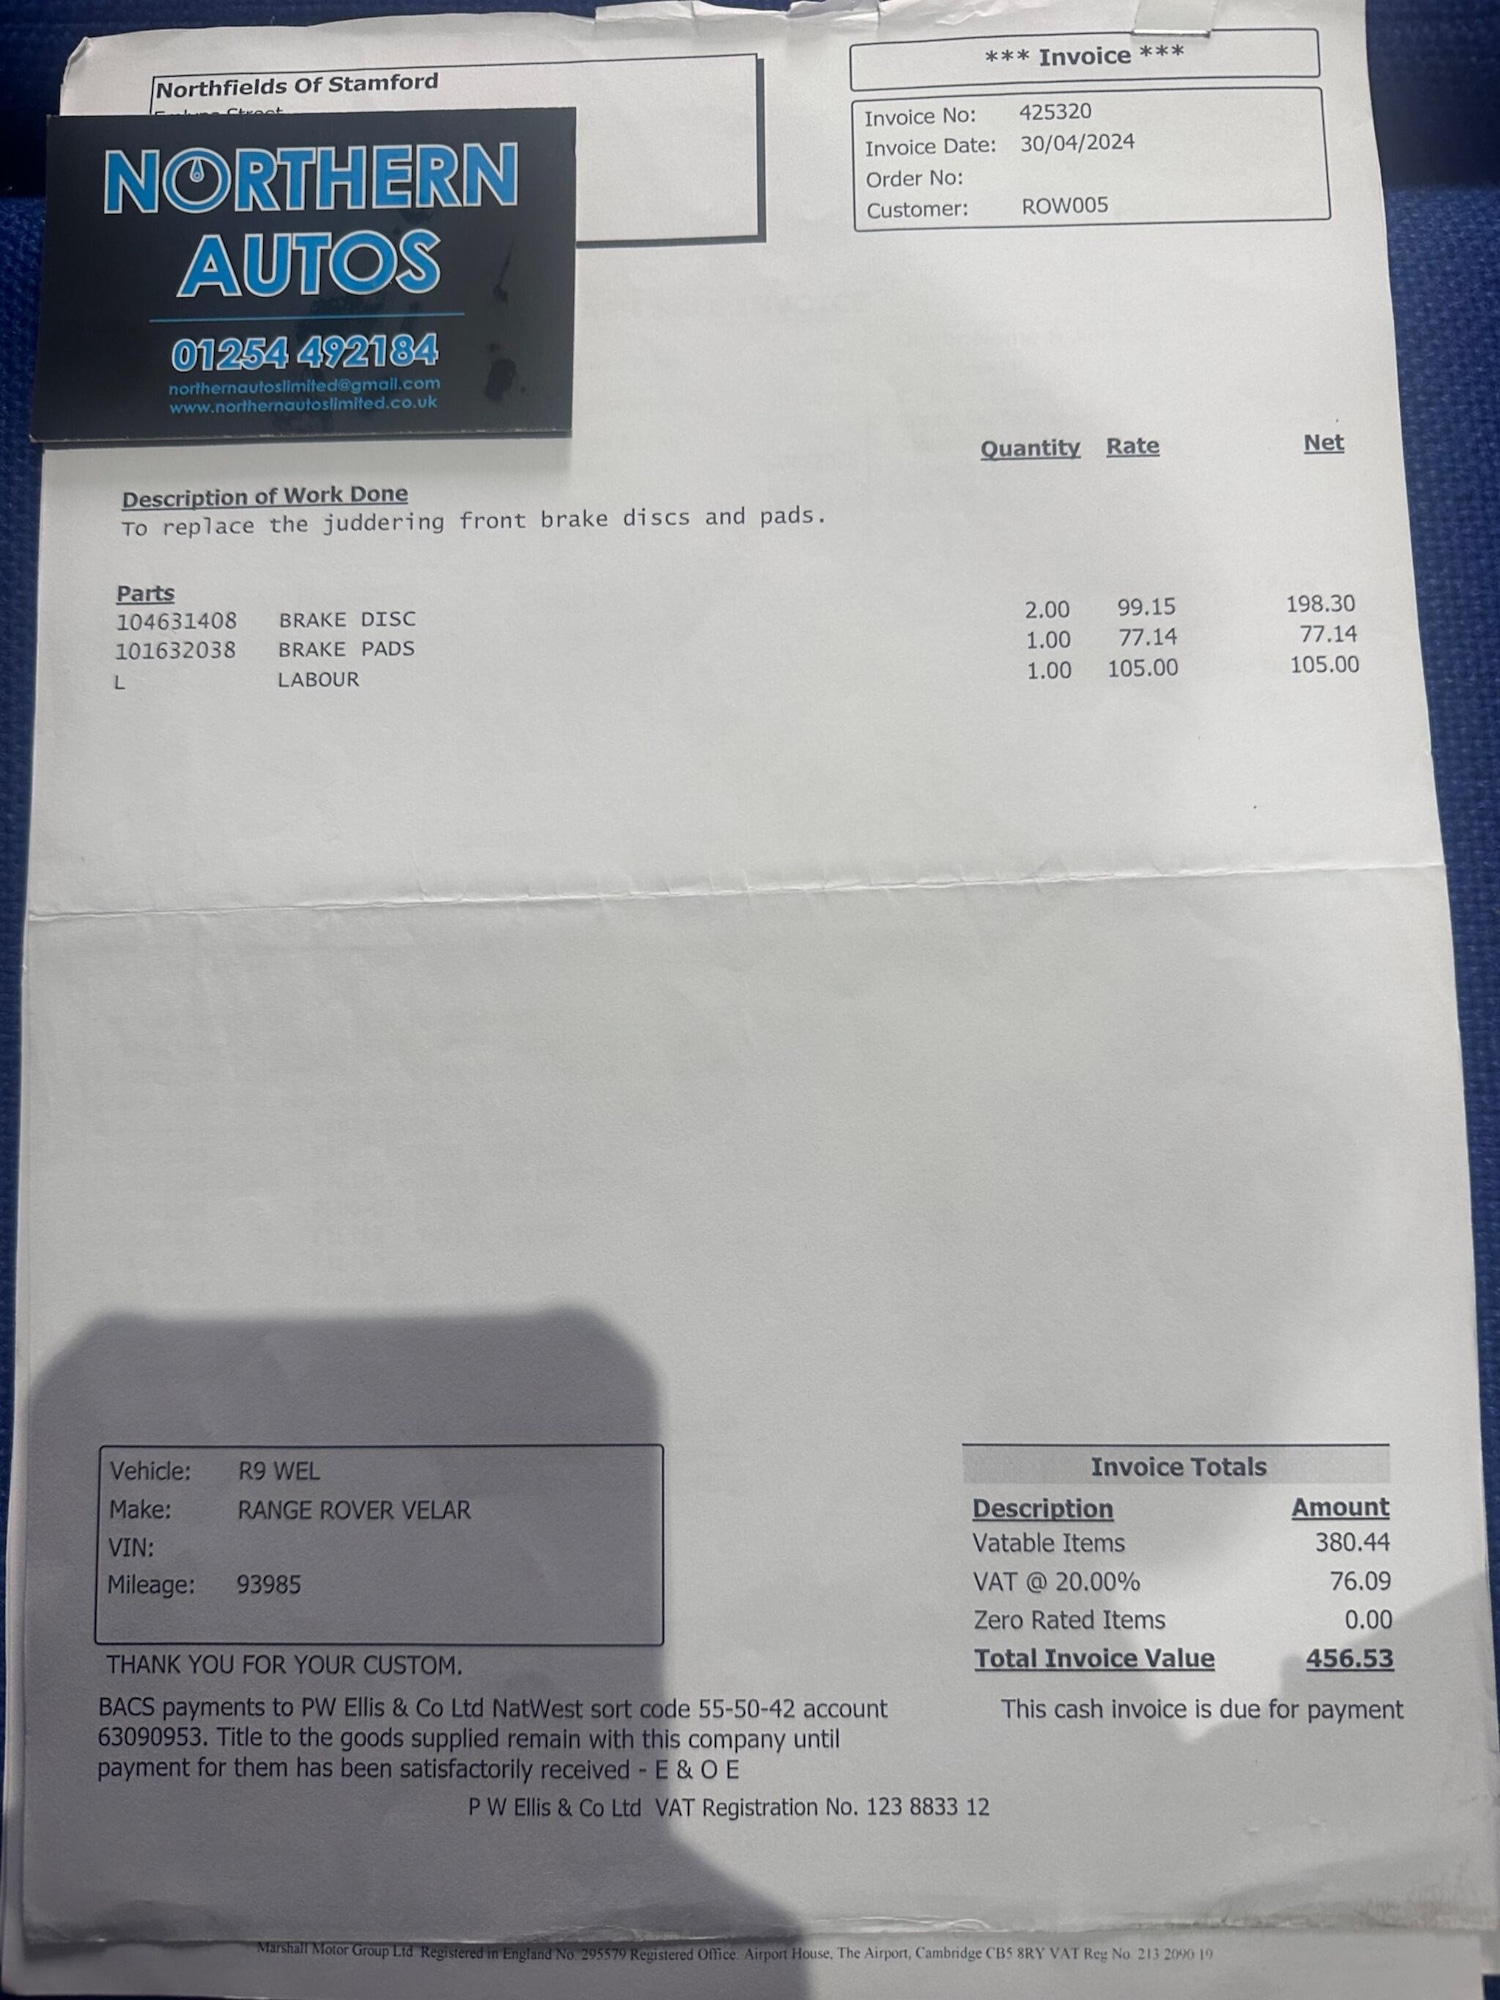 Northfields Of Stamford
Street
NORTHERN
AUTOS
01254 492184
northernautoslimited@gmail.com
www.northernautoslimited.co.uk
*** Invoice ***
Invoice No: 425320
Invoice Date: 30/04/2024
Order No:
Customer: ROW005
Quantity Rate Net
Description of Work Done
To replace the juddering front brake discs and pads.
Parts
104631408 BRAKE DISC 2.00 99.15 198.30
101632038 BRAKE PADS 1.00 77.14 77.14
L LABOUR 1.00 105.00 105.00
Vehicle: R9 WEL
Make: RANGE ROVER VELAR
VIN:
Mileage: 93985
Invoice Totals
Description Amount
Vatable Items 380.44
VAT @ 20.00% 76.09
Zero Rated Items 0.00
Total Invoice Value 456.53
THANK YOU FOR YOUR CUSTOM.
BACS payments to PW Ellis & Co Ltd NatWest sort code 55-50-42 account
63090953. Title to the goods supplied remain with this company until
payment for them has been satisfactorily received - E & O E
This cash invoice is due for payment
P W Ellis & Co Ltd VAT Registration No. 123 8833 12
Marshall Motor Group Ltd. Registered in England No. 295579 Registered Office. Airport House, The Airport, Cambridge CB5 8RY VAT Reg No. 213 2090 19